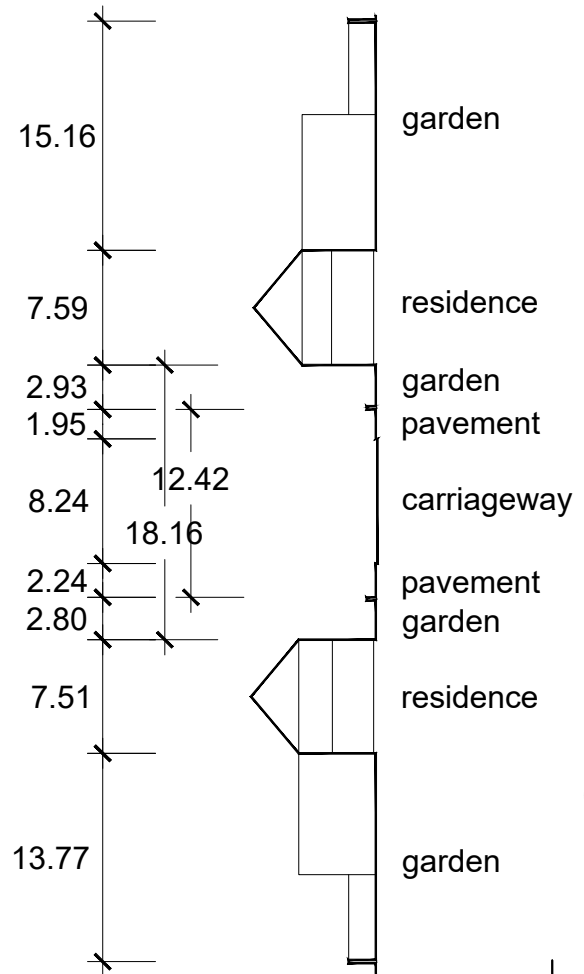 15.16
garden
7.59
residence
2.93
garden
1.95
pavement
12.42
8.24
carriageway
18.16
2.24
pavement
2.80
garden
7.51
residence
13.77
garden